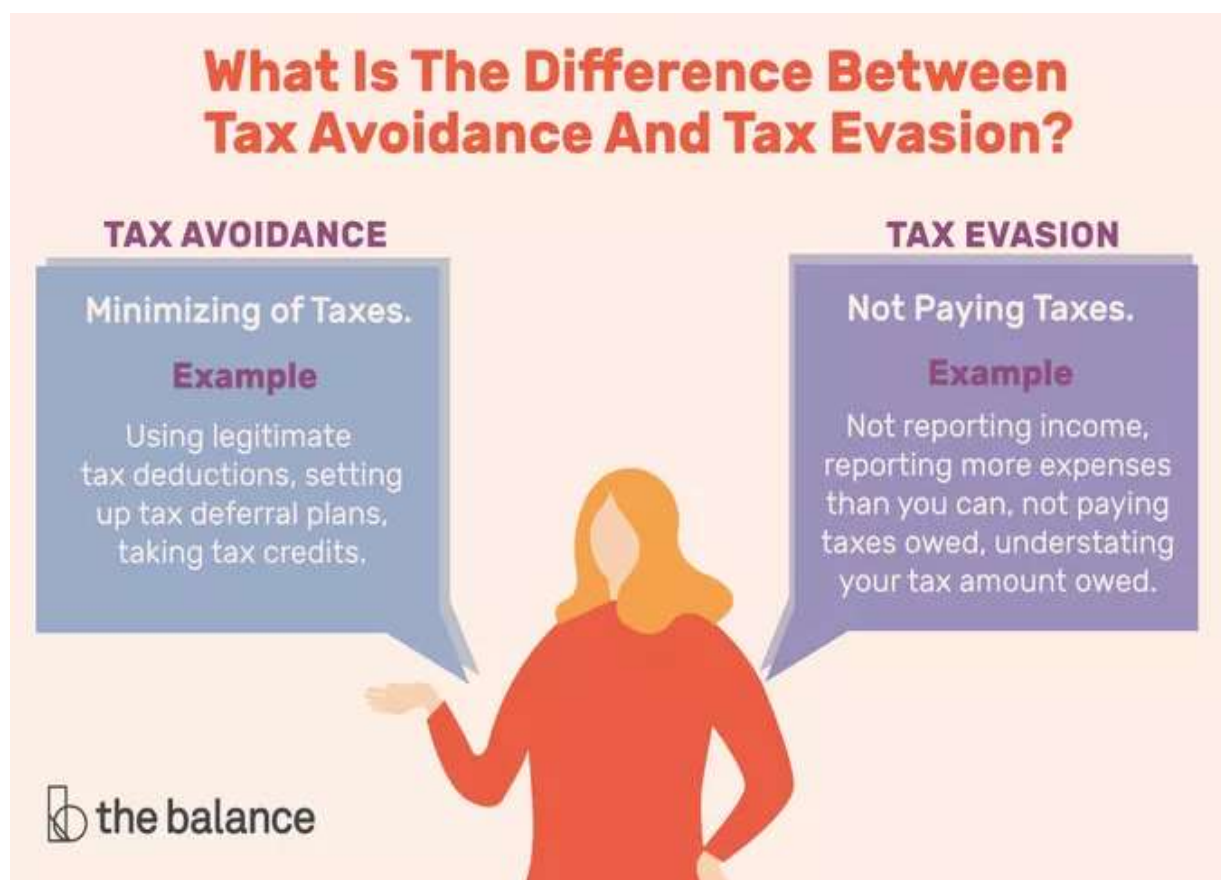 What Is The Difference Between
Tax Avoidance And Tax Evasion?
TAX AVOIDANCE
Minimizing of Taxes.
Example
Using legitimate
tax deductions, setting
up tax deferral plans,
taking tax credits.
TAX EVASION
Not Paying Taxes.
Example
Not reporting income,
reporting more expenses
than you can, not paying
taxes owed, understating
your tax amount owed.
the balance